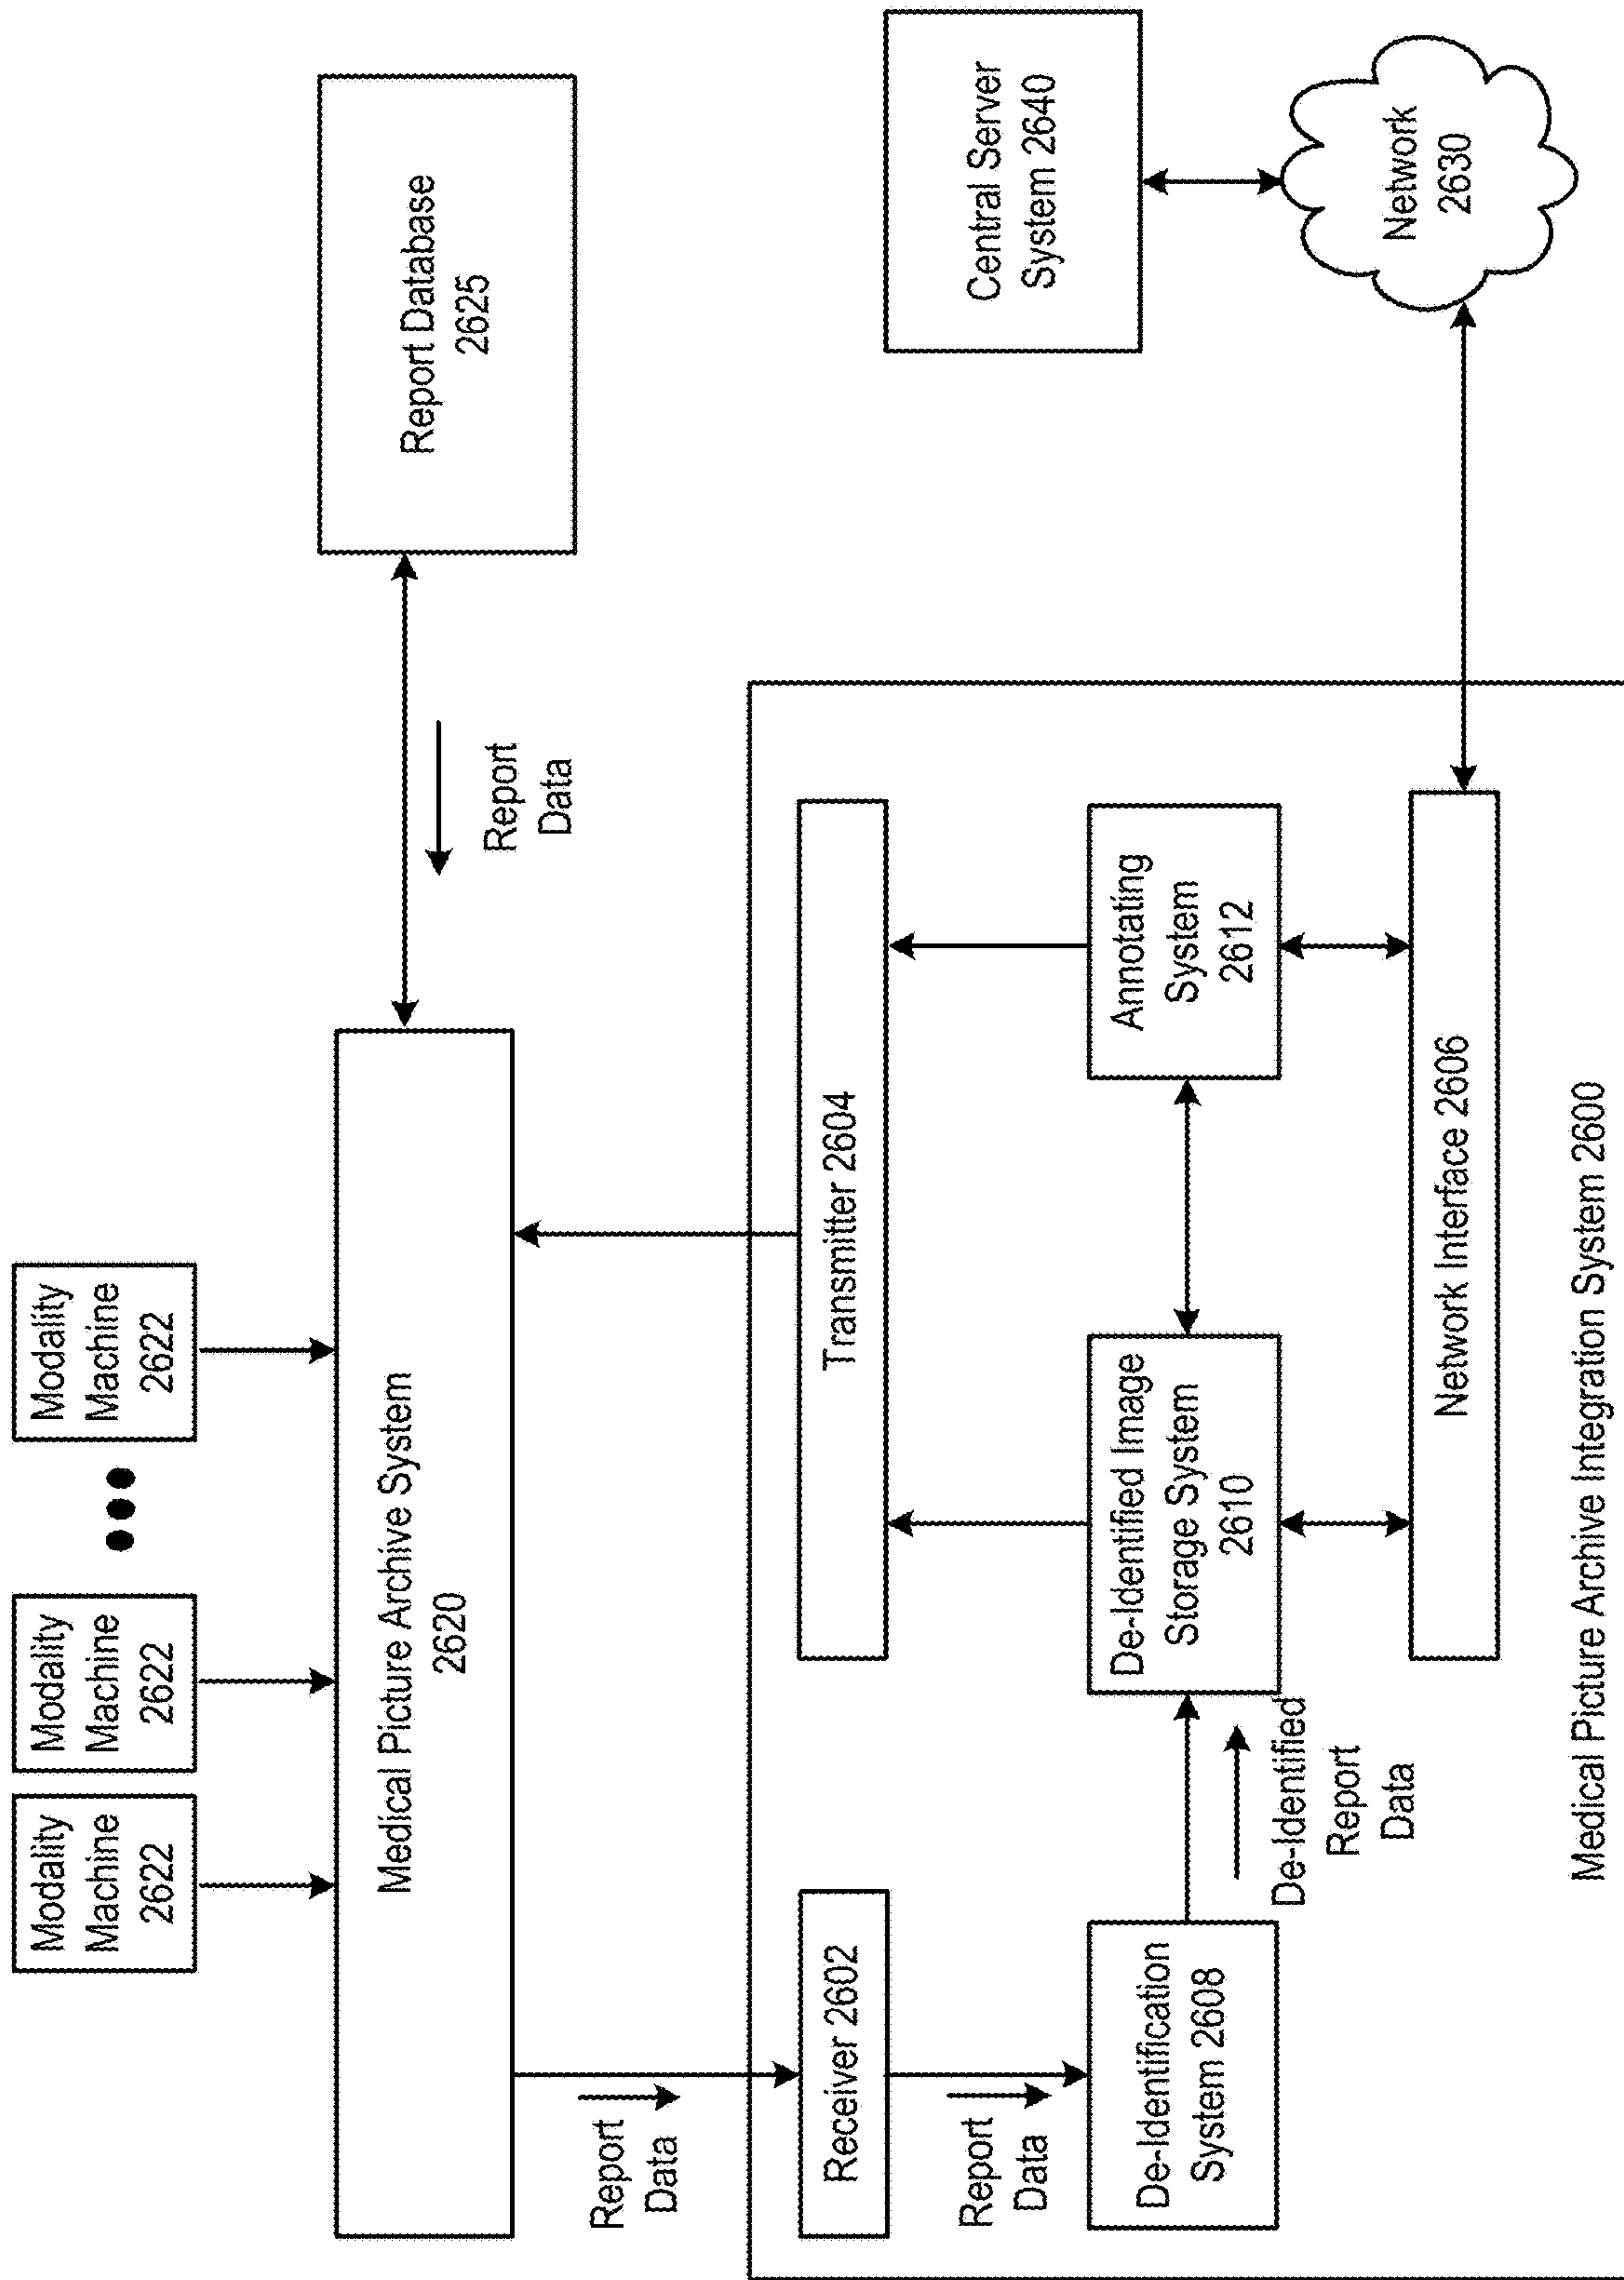 Modality
Machine
2622
Modality
Machine
2622
Modality
Machine
2622
Medical Picture Archive System
2620
Report Database
2625
Report
Data
Report
Data
Receiver 2602
Transmitter 2604
Report
Data
De-Identification
System 2608
De-Identified
Report
Data
De-Identified Image
Storage System
2610
Annotating
System
2612
Network Interface 2606
Medical Picture Archive Integration System 2600
Central Server
System 2640
Network
2630